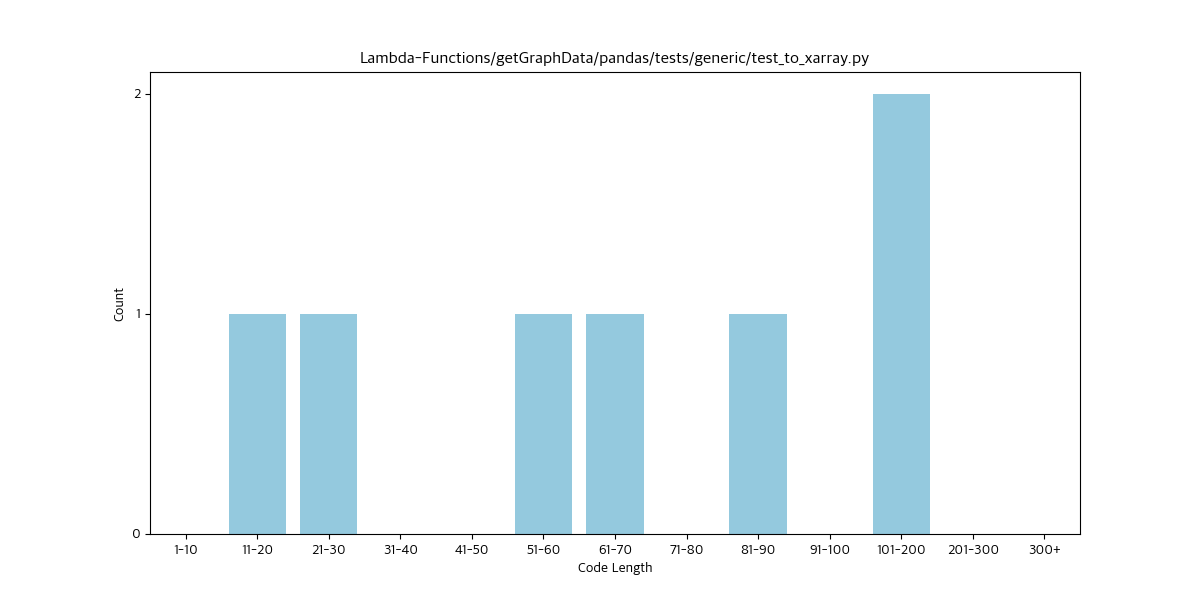 Lambda-Functions/getGraphData/pandas/tests/generic/test_to_xarray.py
Count
2
1
0
1-10 11-20 21-30 31-40 41-50 51-60 61-70 71-80 81-90 91-100 101-200 201-300 300+
Code Length